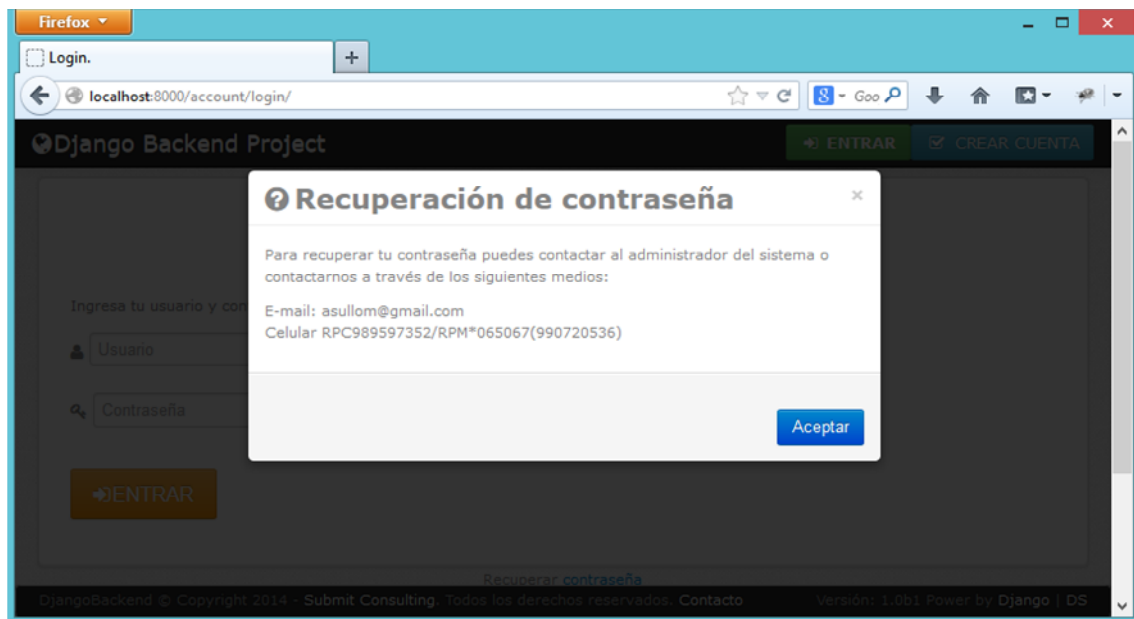 Firefox
Login.
localhost:8000/account/login/
8 - Goo
Django Backend Project
ENTRAR
CREAR CUENTA
Recuperación de contraseña
×
Para recuperar tu contraseña puedes contactar al administrador del sistema o
contactarnos a través de los siguientes medios:
E-mail: asullom@gmail.com
Celular RPC989597352/RPM*065067(990720536)
Aceptar
Ingresa tu usuario y con
Usuario
Contraseña
ENTRAR
Recuperar contraseña
DjangoBackend © Copyright 2014 - Submit Consulting. Todos los derechos reservados. Contacto
Versión: 1.0b1 Power by Django | DS